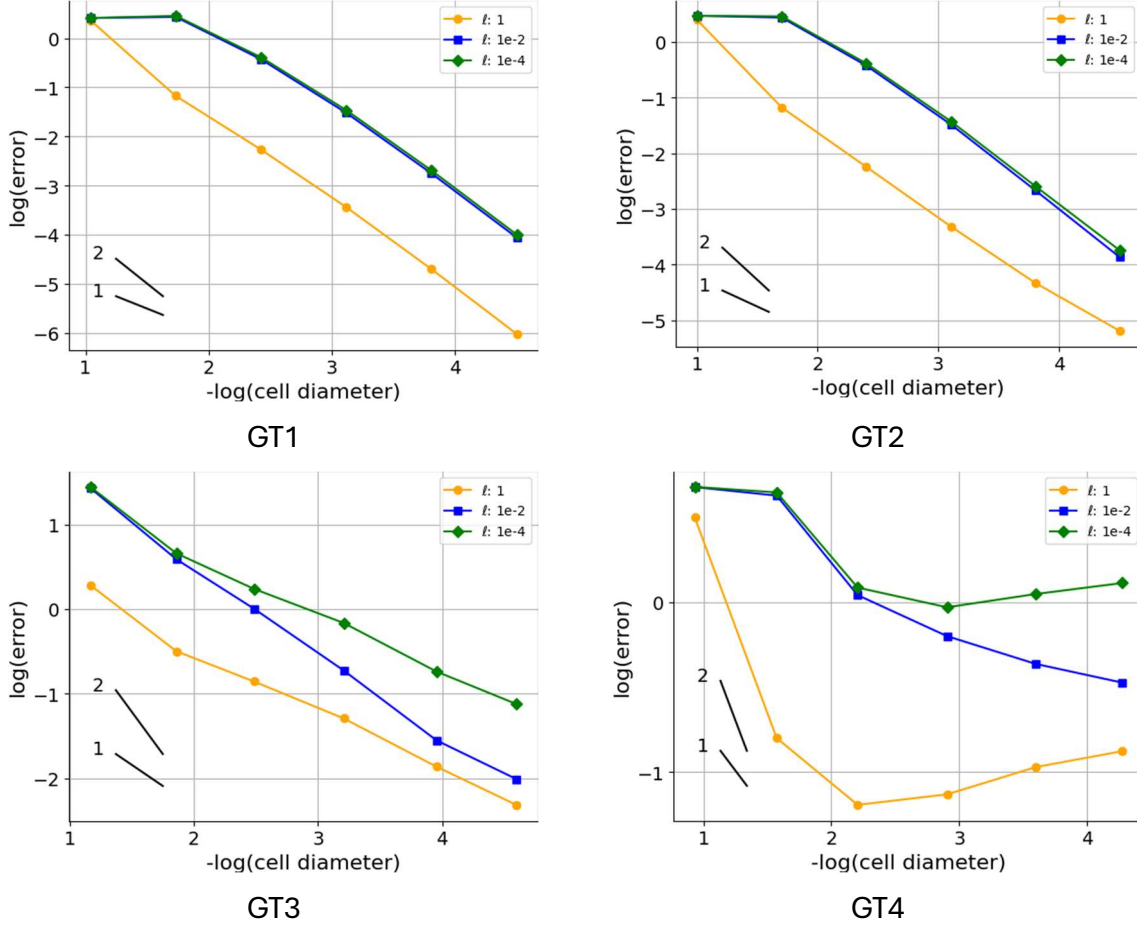 ℓ: 1
ℓ: 1e-2
ℓ: 1e-4
0
−1
−2
−3
−4
−5
−6
2
1
1 2 3 4
log(error)
-log(cell diameter)
GT1
ℓ: 1
ℓ: 1e-2
ℓ: 1e-4
0
−1
−2
−3
−4
−5
2
1
1 2 3 4
log(error)
-log(cell diameter)
GT2
ℓ: 1
ℓ: 1e-2
ℓ: 1e-4
1
0
−1
−2
2
1
1 2 3 4
log(error)
-log(cell diameter)
GT3
ℓ: 1
ℓ: 1e-2
ℓ: 1e-4
0
−1
2
1
1 2 3 4
log(error)
-log(cell diameter)
GT4